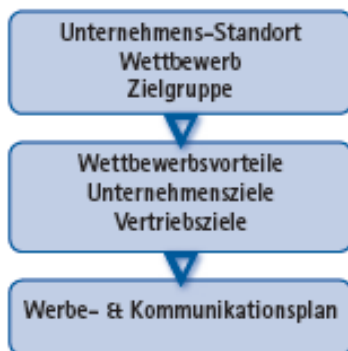 Unternehmens-Standort
Wettbewerb
Zielgruppe
Wettbewerbsvorteile
Unternehmensziele
Vertriebsziele
Werbe- & Kommunikationsplan